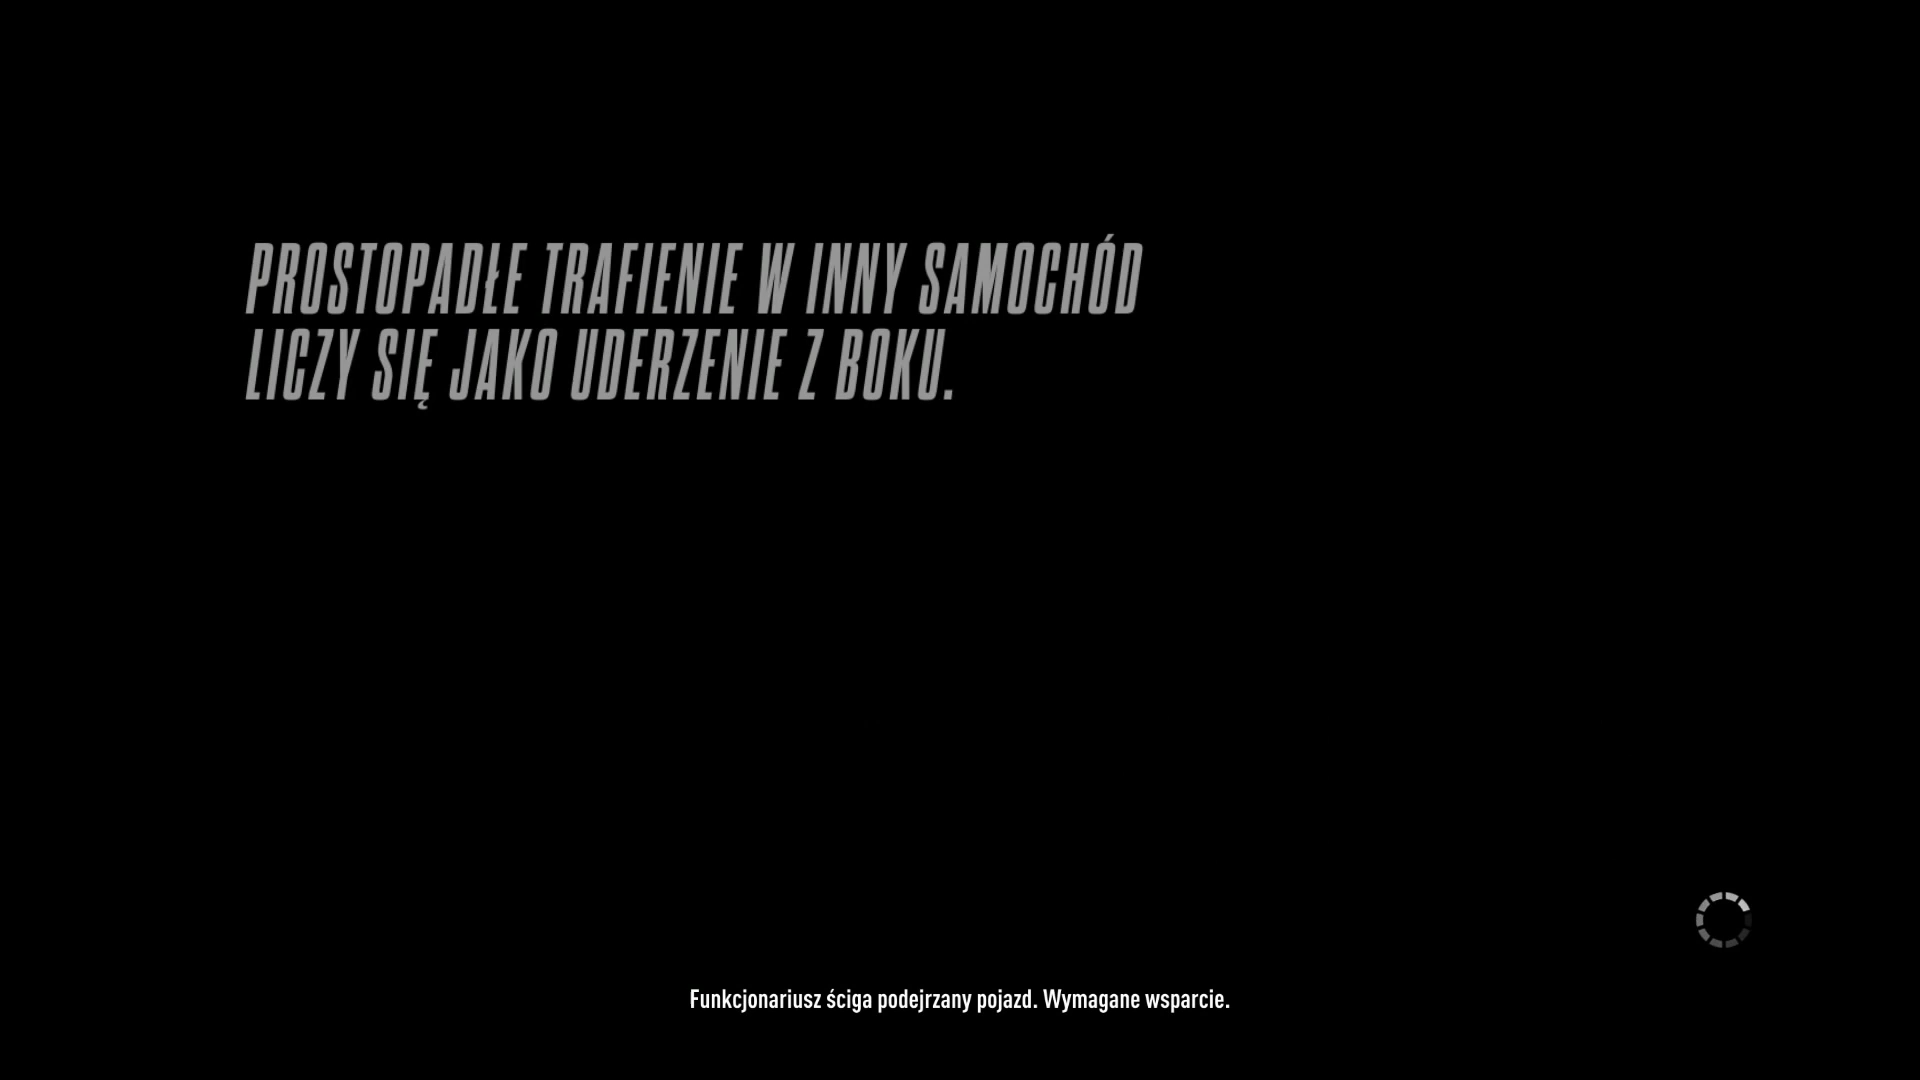 PROSTOPADŁE TRAFIENIE W INNY SAMOCHÓD
LICZY SIĘ JAKO UDERZENIE Z BOKU.
Funkcjonariusz ściga podejrzany pojazd. Wymagane wsparcie.